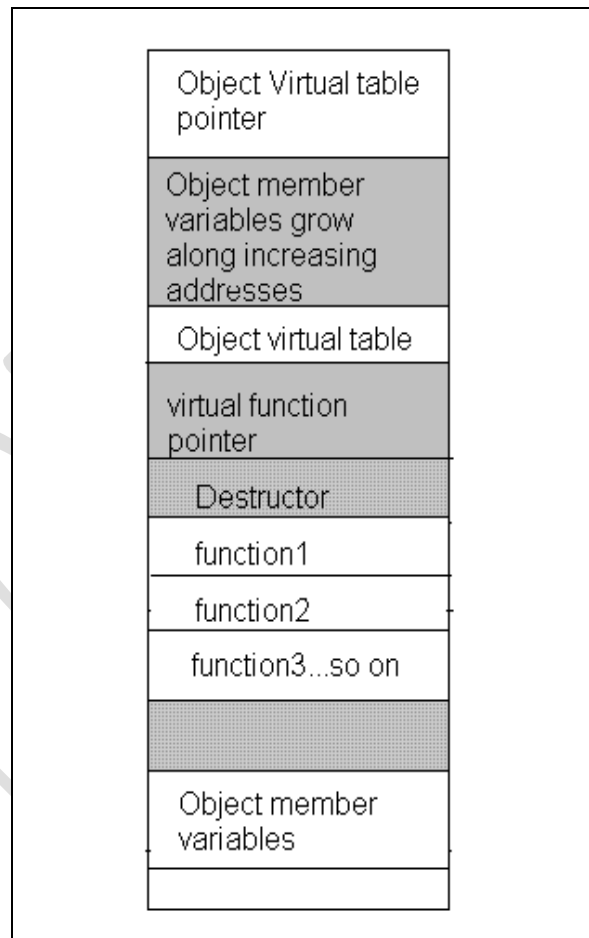 Object Virtual table
pointer
Object member
variables grow
along increasing
addresses
Object virtual table
virtual function
pointer
Destructor
function1
function2
function3...so on
Object member
variables